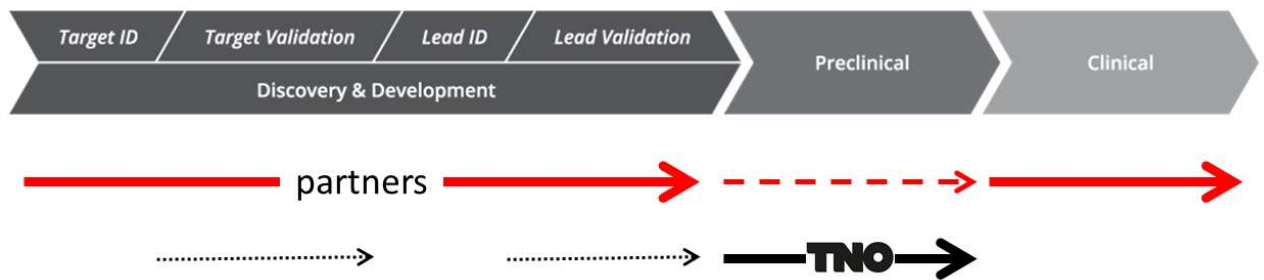 Target ID Target Validation Lead ID Lead Validation
Discovery & Development
Preclinical
Clinical
partners
TNO